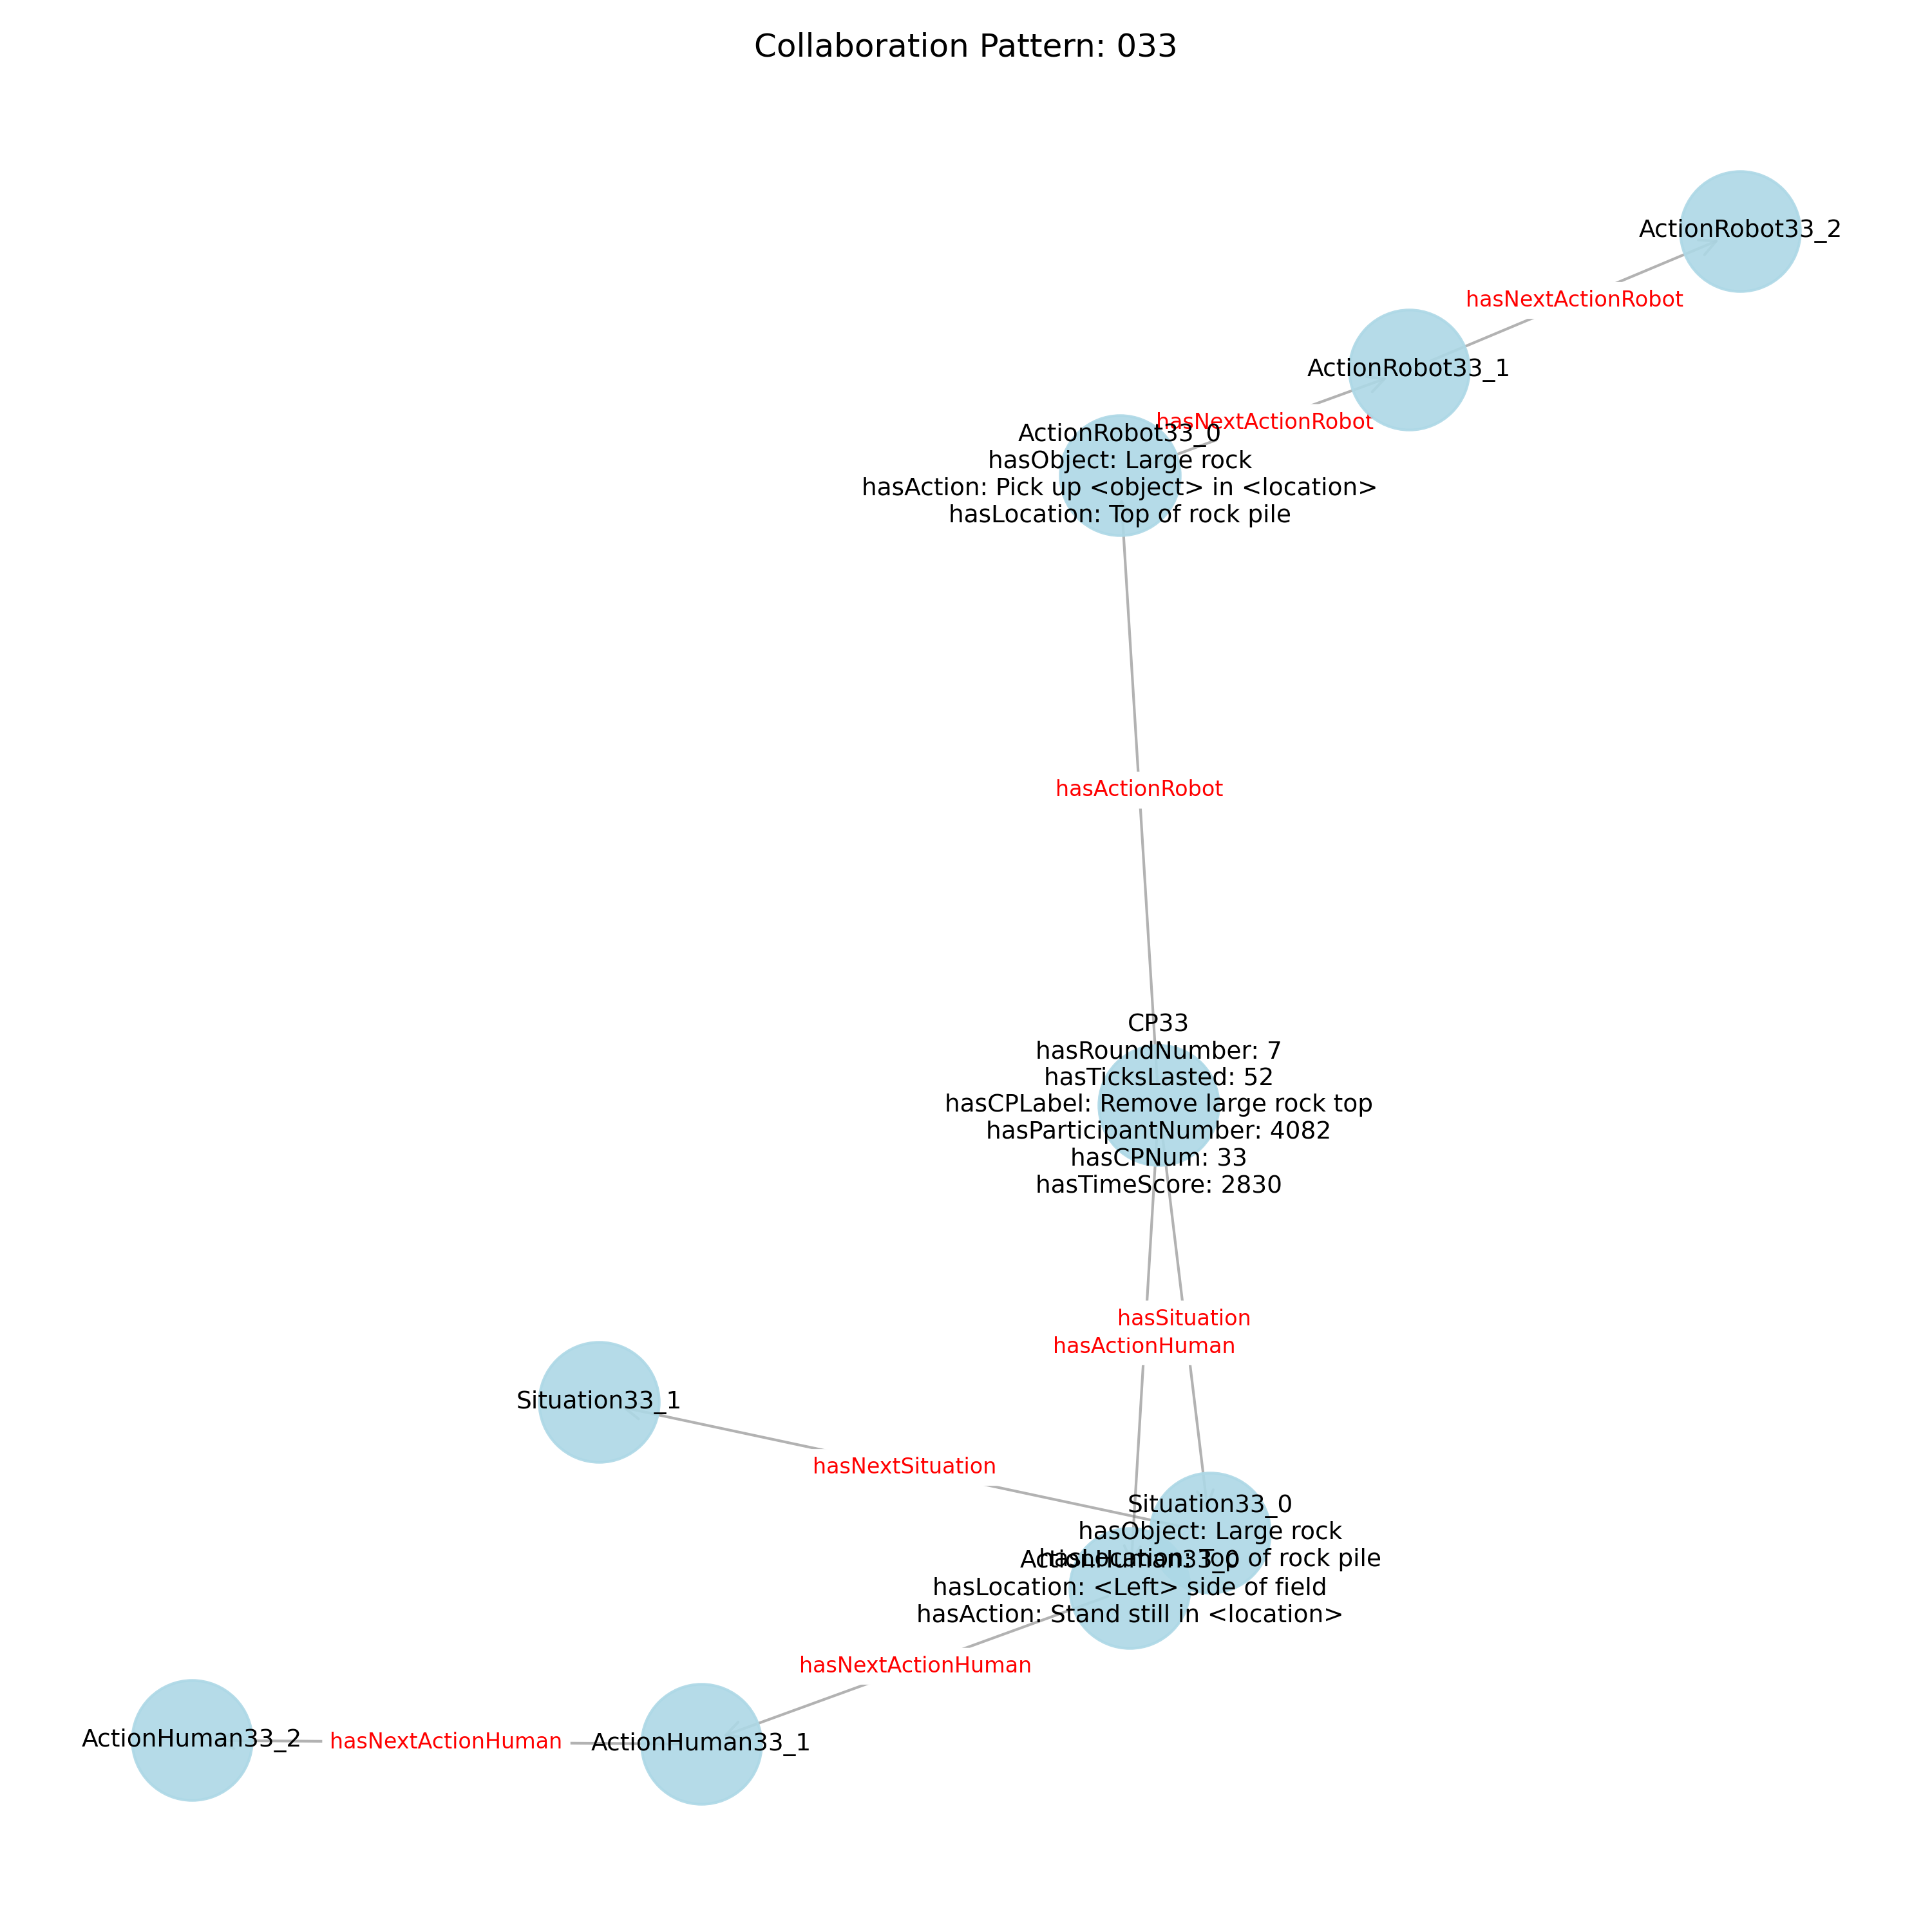 Collaboration Pattern: 033
ActionRobot33_2
hasNextActionRobot
ActionRobot33_1
hasNextActionRobot
ActionRobot33_0
hasObject: Large rock
hasAction: Pick up <object> in <location>
hasLocation: Top of rock pile
hasActionRobot
CP33
hasRoundNumber: 7
hasTicksLasted: 52
hasCPLabel: Remove large rock top
hasParticipantNumber: 4082
hasCPNum: 33
hasTimeScore: 2830
hasSituation
hasActionHuman
Situation33_1
hasNextSituation
Situation33_0
hasObject: Large rock
hasLocation: Top of rock pile
ActionHuman33_0
hasLocation: <Left> side of field
hasAction: Stand still in <location>
hasNextActionHuman
ActionHuman33_2
hasNextActionHuman
ActionHuman33_1